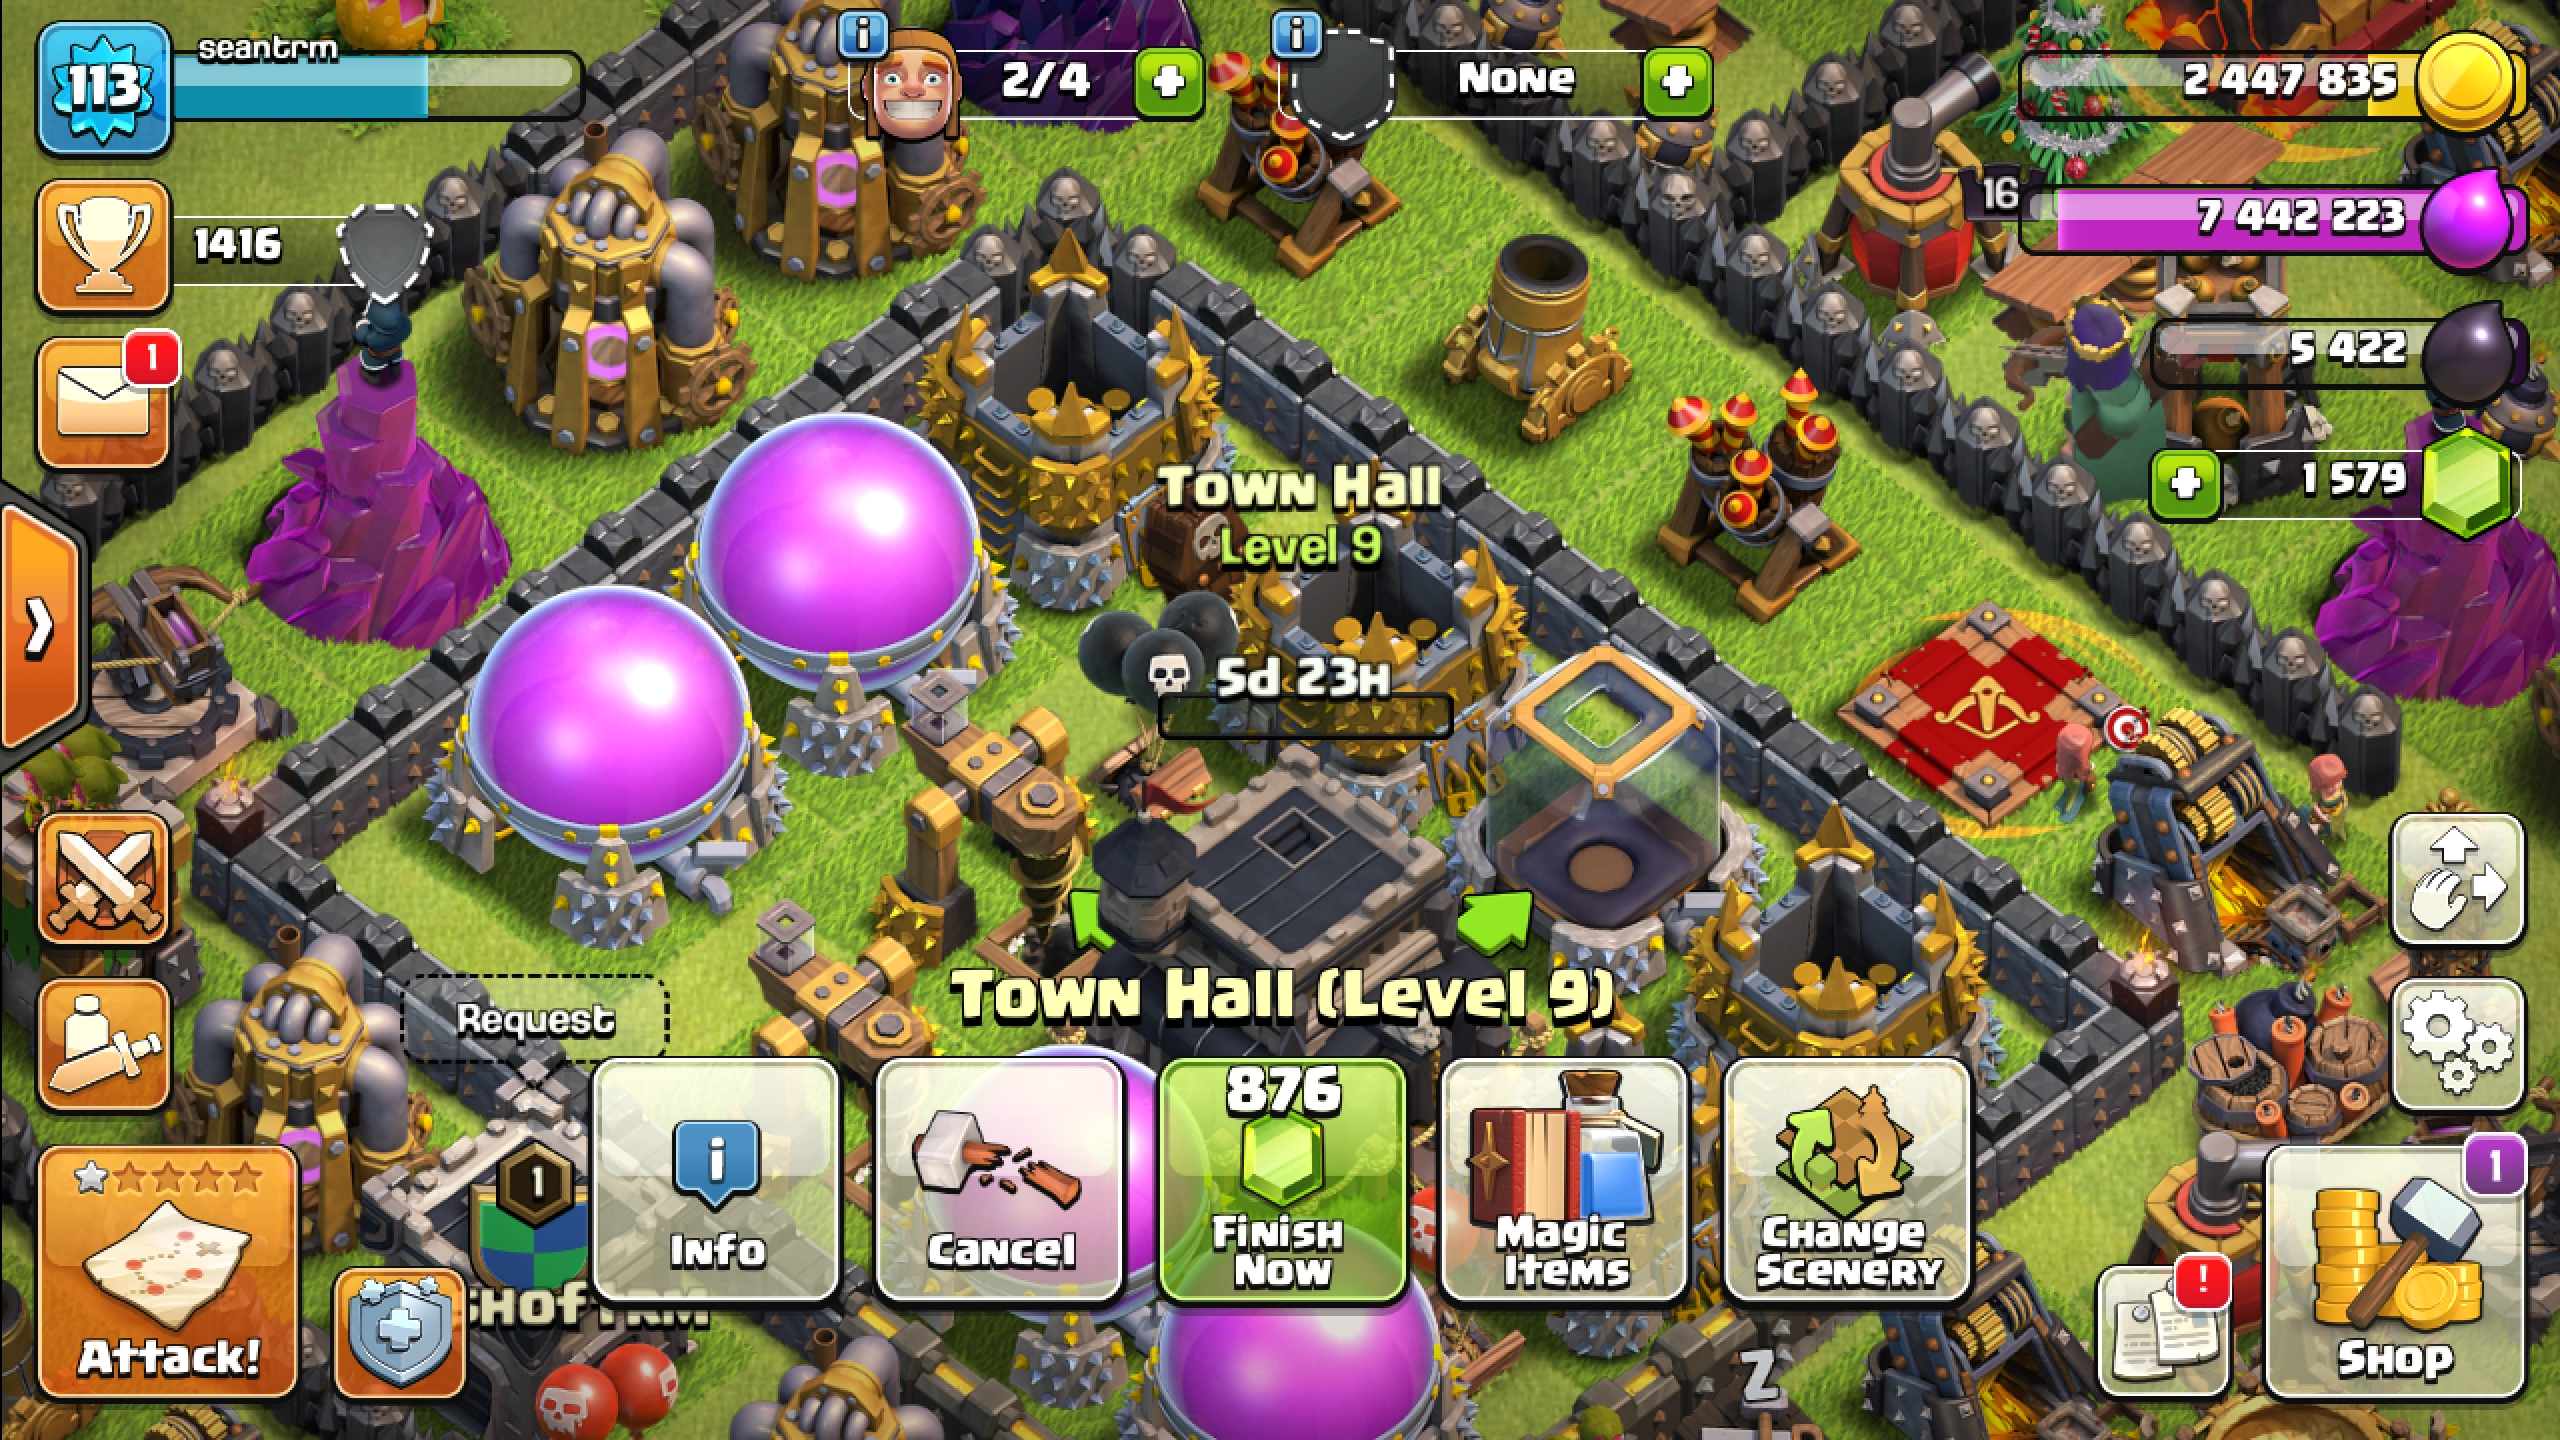 113
seantrm
2/4
None
2 447 835
1416
16
7 442 223
1
5 422
1 579
Town Hall
Level 9
5d 23h
Town Hall (Level 9)
Request
Info
Cancel
876
Finish
Now
Magic
Items
Change
Scenery
1
Attack!
1
Shop
Z
!